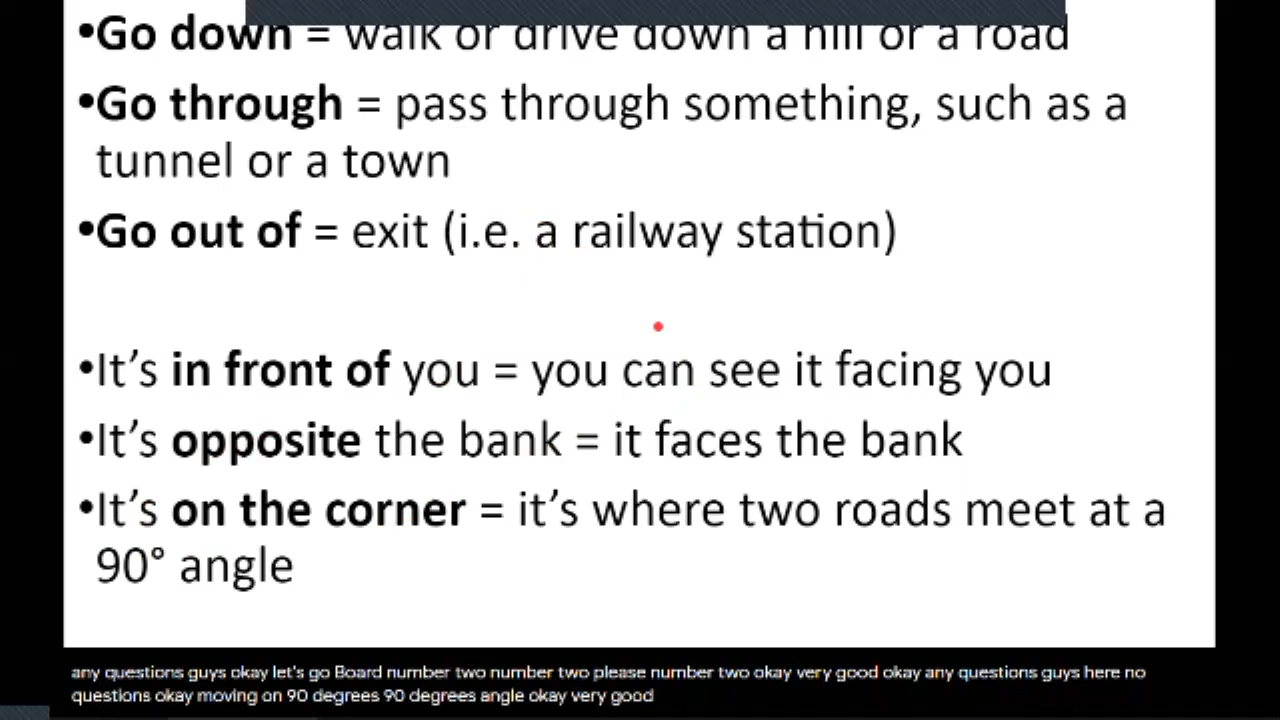 •Go down = walk or drive down a hill or a road
•Go through = pass through something, such as a
tunnel or a town
•Go out of = exit (i.e. a railway station)
•It’s in front of you = you can see it facing you
•It’s opposite the bank = it faces the bank
•It’s on the corner = it’s where two roads meet at a
90° angle
any questions guys okay let's go Board number two number two please number two okay very good okay any questions guys here no
questions okay moving on 90 degrees 90 degrees angle okay very good